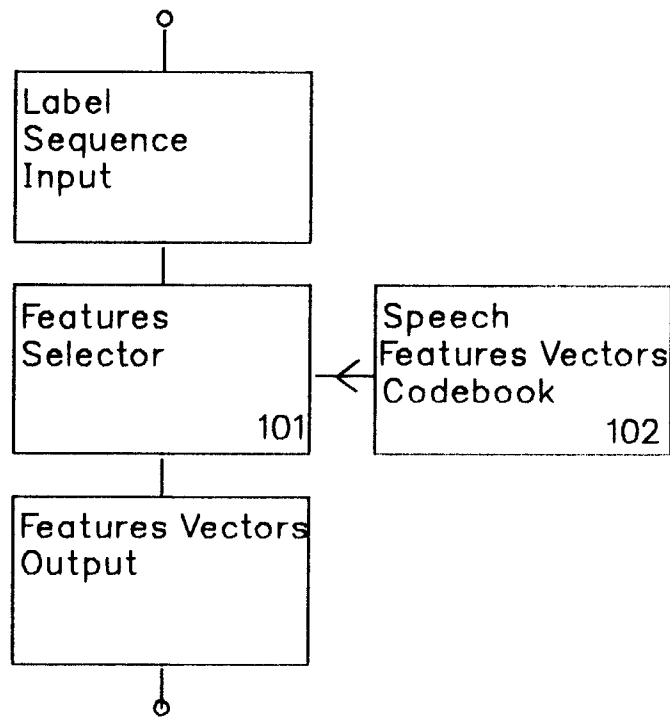 Label
Sequence
Input
Features
Selector
101
Speech
Features Vectors
Codebook
102
Features Vectors
Output